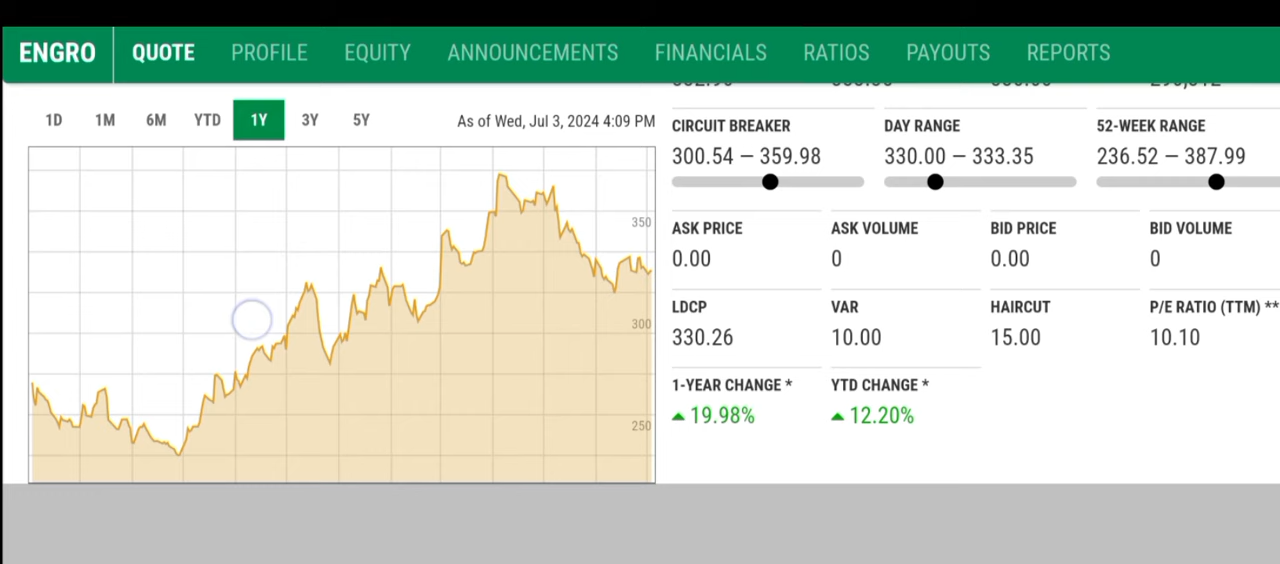 ENGRO QUOTE PROFILE EQUITY ANNOUNCEMENTS FINANCIALS RATIOS PAYOUTS REPORTS
1D 1M 6M YTD 1Y 3Y 5Y
As of Wed, Jul 3, 2024 4:09 PM
350
300
250
CIRCUIT BREAKER DAY RANGE 52-WEEK RANGE
300.54 — 359.98 330.00 — 333.35 236.52 — 387.99
ASK PRICE ASK VOLUME BID PRICE BID VOLUME
0.00 0 0.00 0
LDCP VAR HAIRCUT P/E RATIO (TTM) **
330.26 10.00 15.00 10.10
1-YEAR CHANGE * YTD CHANGE *
19.98% 12.20%